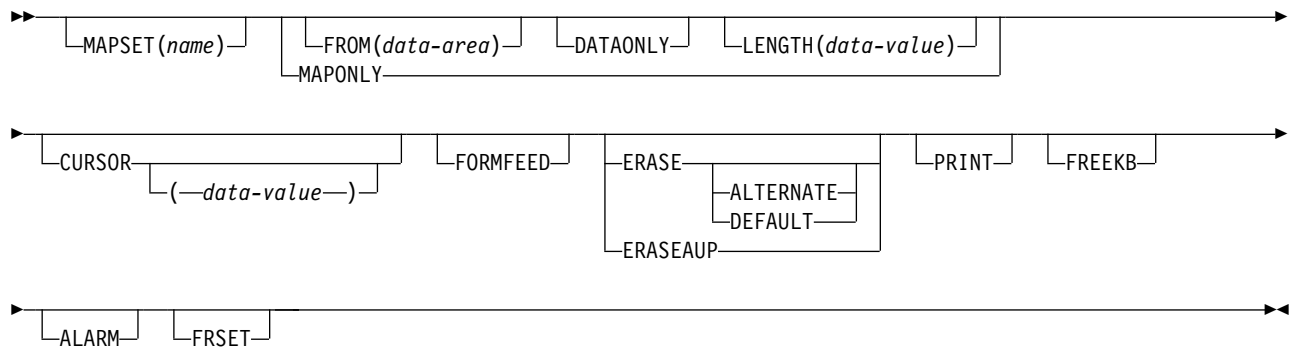 MAPSET(name) FROM(data-area) DATAONLY LENGTH(data-value)
MAPONLY
CURSOR FORMFEED ERASE PRINT FREEKB
( data-value ) ALTERNATE
DEFAULT
ERASEAUP
ALARM FRSET